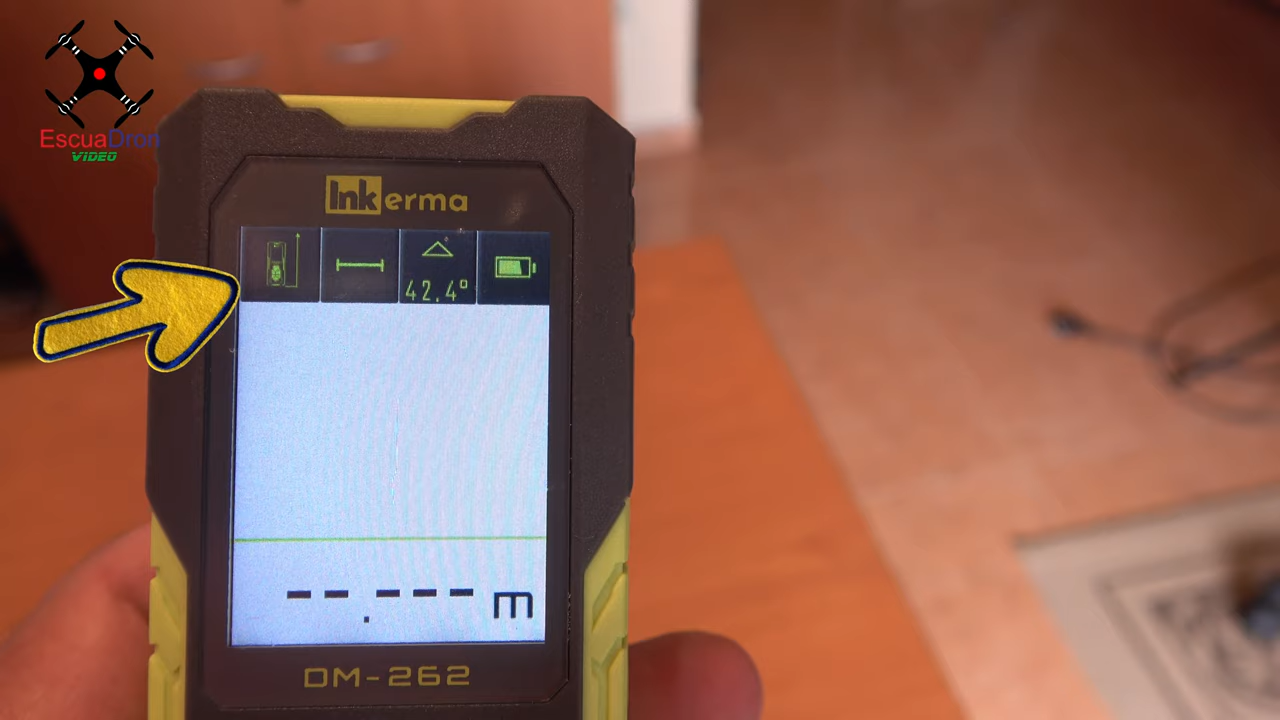 EscuaDron
VIDEO
Inkerma
42.4°
-- . --- m
DM-262